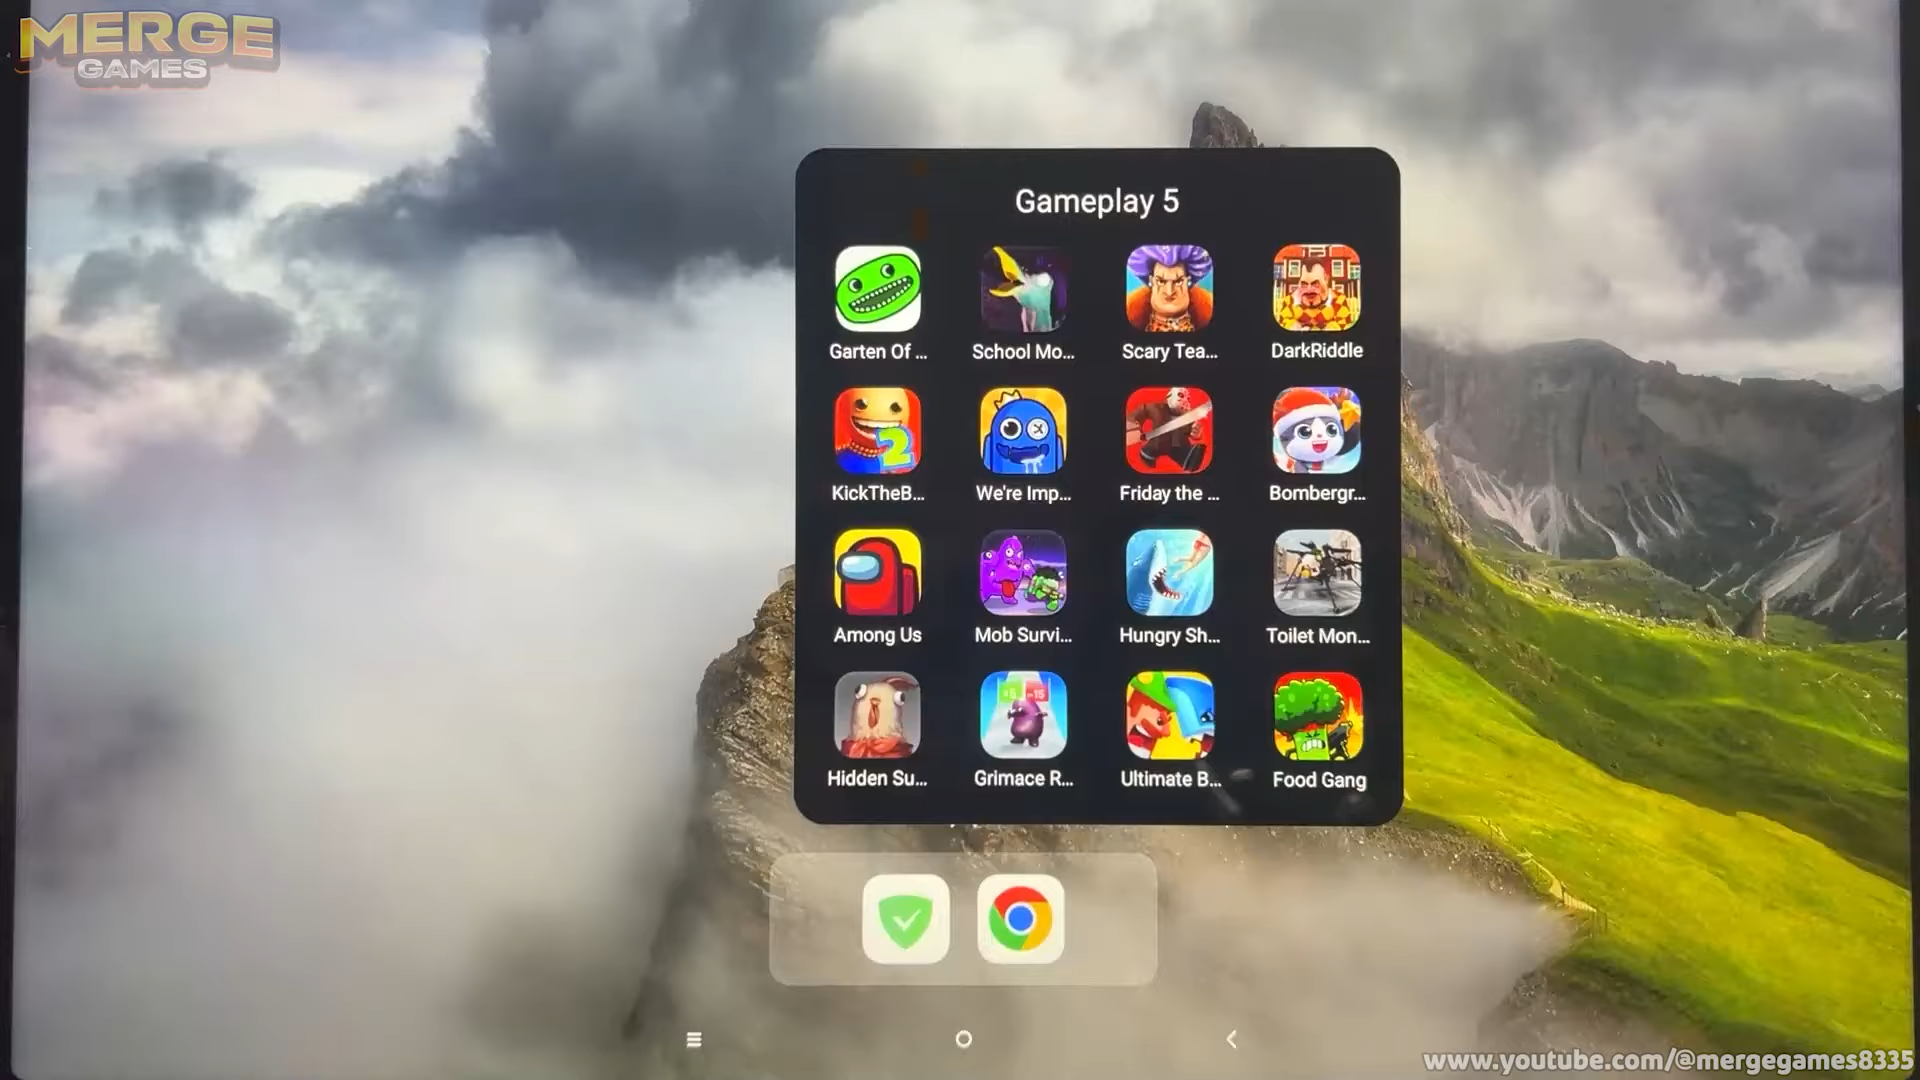 MERGE
GAMES
Gameplay 5
Garten Of ...
School Mo...
Scary Tea...
DarkRiddle
KickTheB...
We're Imp...
Friday the ...
Bombergr...
Among Us
Mob Survi...
Hungry Sh...
Toilet Mon...
Hidden Su...
Grimace R...
Ultimate B...
Food Gang
www.youtube.com/@mergegames8335